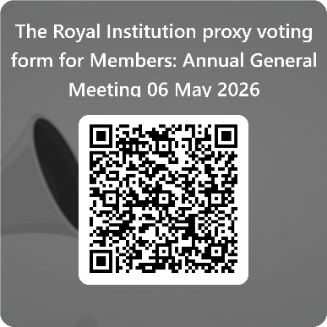 The Royal Institution proxy voting
form for Members: Annual General
Meeting 06 May 2026